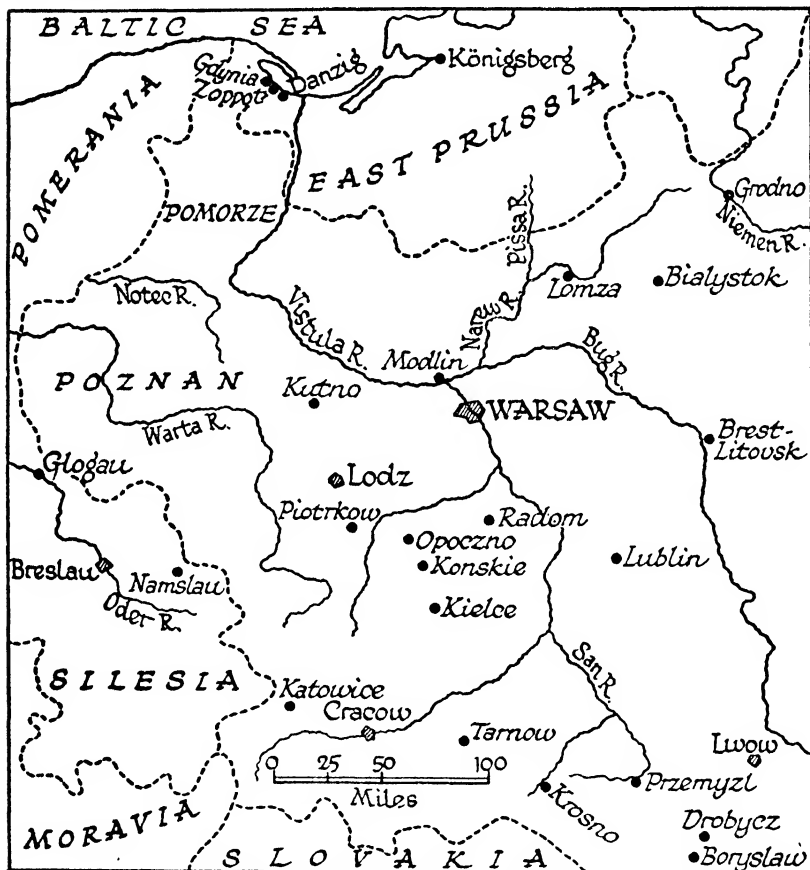 BALTIC SEA
Gdynia
Zoppot
Danzig
Königsberg
POMERANIA
EAST PRUSSIA
POMORZE
Grodno
Niemen R.
Pissa R.
Notec R.
Vistula R.
Narew R.
Lomza
Bialystok
Modlin
Bug R.
POZNAN
Kutno
WARSAW
Warta R.
Brest-
Litovsk
Glogau
Lodz
Piotrkow
Radom
Opoczno
Breslau
Namslau
Konskie
Lublin
Oder R.
Kielce
San R.
SILESIA
Katowice
Cracow
Tarnow
Lwow
0 25 50 100
Miles
Krosno
Przemyzl
MORAVIA
SLOVAKIA
Drobycz
Boryslaw